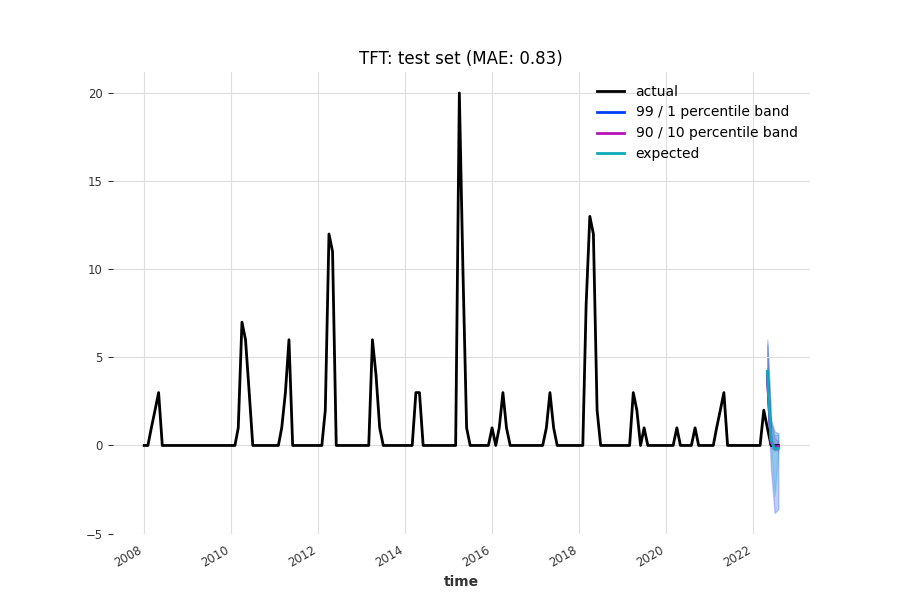 TFT: test set (MAE: 0.83)
actual
99 / 1 percentile band
90 / 10 percentile band
expected
20
15
10
5
0
−5
2008
2010
2012
2014
2016
2018
2020
2022
time